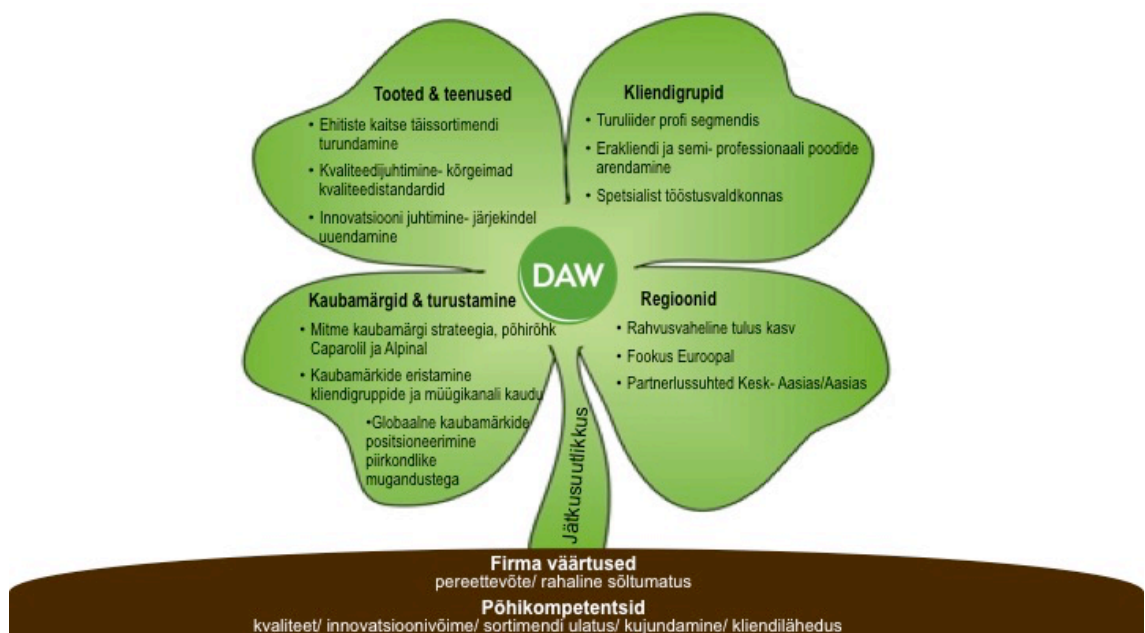 Tooted & teenused
• Ehitiste kaitse täissortimendi
turundamine
• Kvaliteedijuhtimine- kõrgeimad
kvaliteedistandardid
• Innovatsiooni juhtimine- järjekindel
uuendamine
Kliendigrupid
• Turuliider profi segmendis
• Erakliendi ja semi- professionaali poodide
arendamine
• Spetsialist tööstusvaldkonnas
DAW
Kaubamärgid & turustamine
• Mitme kaubamärgi strateegia, põhirõhk
Caparolil ja Alpinal
• Kaubamärkide eristamine
kliendigruppide ja müügikanali kaudu
•Globaalne kaubamärkide
positsioneerimine
piirkondlike
mugandustega
Regioonid
• Rahvusvaheline tulus kasv
• Fookus Euroopal
• Partnerlussuhted Kesk- Aasias/Aasias
Jätkusuutlikkus
Firma väärtused
pereettevõte/ rahaline sõltumatus
Põhikompetentsid
kvaliteet/ innovatsioonivõime/ sortimendi ulatus/ kujundamine/ kliendilähedus